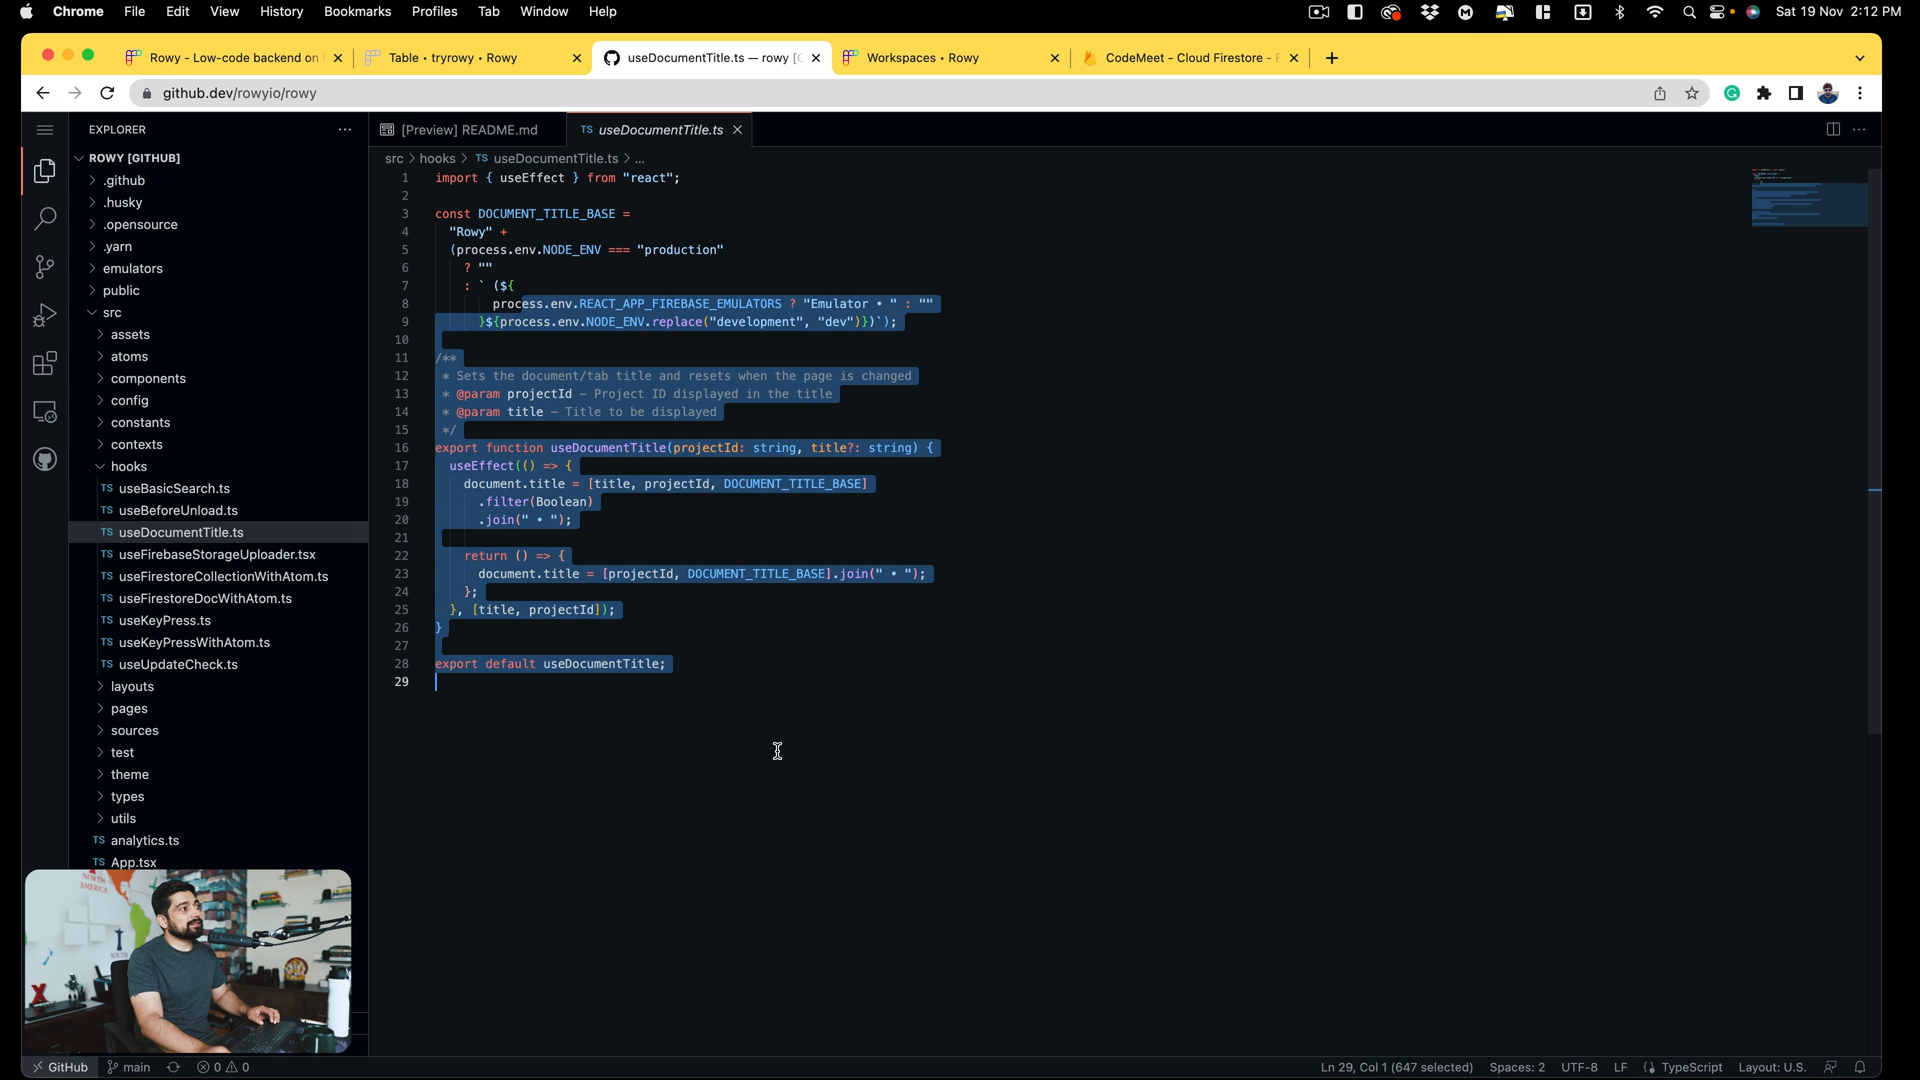 Chrome File Edit View History Bookmarks Profiles Tab Window Help Sat 19 Nov 2:12 PM
Rowy - Low-code backend on Table • tryrowy • Rowy useDocumentTitle.ts — rowy [G Workspaces • Rowy CodeMeet - Cloud Firestore - F
github.dev/rowyio/rowy
EXPLORER
[Preview] README.md
TS useDocumentTitle.ts
ROWY [GITHUB]
.github
.husky
.opensource
.yarn
emulators
public
src
assets
atoms
components
config
constants
contexts
hooks
TS useBasicSearch.ts
TS useBeforeUnload.ts
TS useDocumentTitle.ts
TS useFirebaseStorageUploader.tsx
TS useFirestoreCollectionWithAtom.ts
TS useFirestoreDocWithAtom.ts
TS useKeyPress.ts
TS useKeyPressWithAtom.ts
TS useUpdateCheck.ts
layouts
pages
sources
test
theme
types
utils
TS analytics.ts
TS App.tsx
src > hooks > TS useDocumentTitle.ts > ...
1 import { useEffect } from "react";
2
3 const DOCUMENT_TITLE_BASE =
4 "Rowy" +
5 (process.env.NODE_ENV === "production"
6 ? ""
7 : ` (${
8 process.env.REACT_APP_FIREBASE_EMULATORS ? "Emulator • " : ""
9 }${process.env.NODE_ENV.replace("development", "dev")})`);
10
11 /**
12 * Sets the document/tab title and resets when the page is changed
13 * @param projectId - Project ID displayed in the title
14 * @param title - Title to be displayed
15 */
16 export function useDocumentTitle(projectId: string, title?: string) {
17 useEffect(() => {
18 document.title = [title, projectId, DOCUMENT_TITLE_BASE]
19 .filter(Boolean)
20 .join(" • ");
21
22 return () => {
23 document.title = [projectId, DOCUMENT_TITLE_BASE].join(" • ");
24 };
25 }, [title, projectId]);
26 }
27
28 export default useDocumentTitle;
29
NORTH
AMERICA
GitHub main 0 0 Ln 29, Col 1 (647 selected) Spaces: 2 UTF-8 LF TypeScript Layout: U.S.